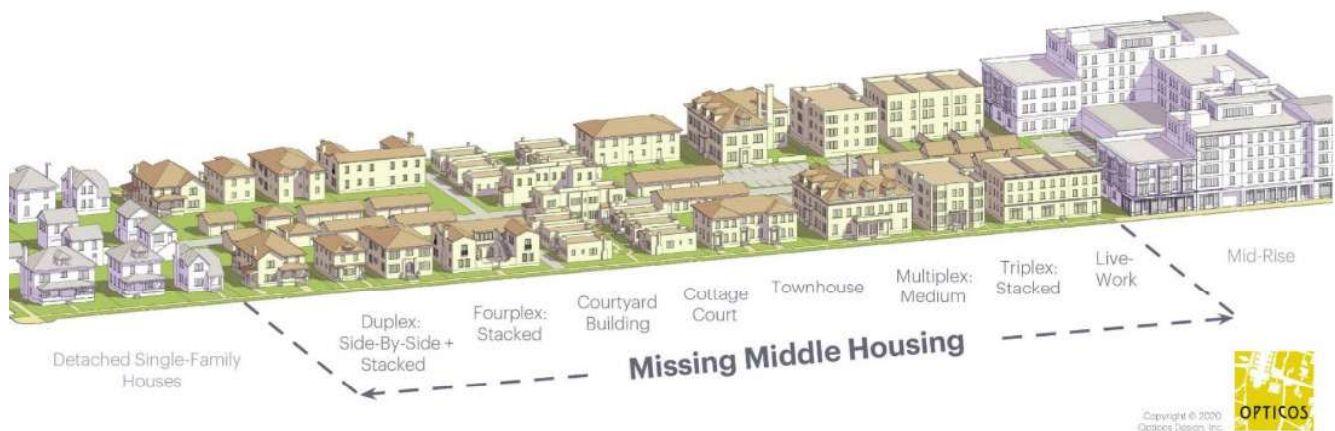 Detached Single-Family
Houses
Duplex:
Side-By-Side +
Stacked
Fourplex:
Stacked
Courtyard
Building
Cottage
Court
Townhouse
Multiplex:
Medium
Triplex:
Stacked
Live-
Work
Mid-Rise
Missing Middle Housing
Copyright © 2020
Opticos Design, Inc.
OPTICOS